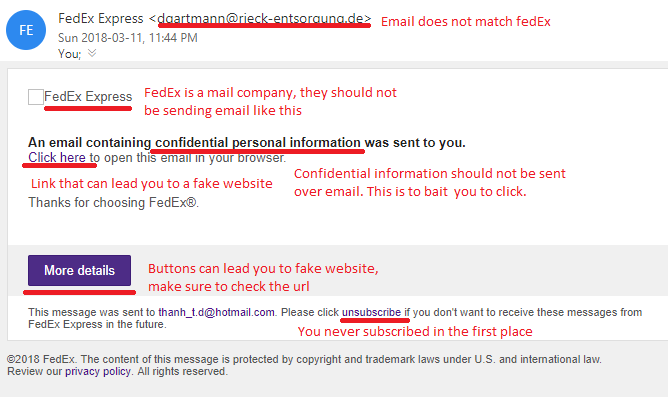 FE
FedEx Express <dgartmann@rieck-entsorgung.de>
Email does not match fedEx
Sun 2018-03-11, 11:44 PM
You;
FedEx Express
FedEx is a mail company, they should not
be sending email like this
An email containing confidential personal information was sent to you.
Click here to open this email in your browser.
Link that can lead you to a fake website
Confidential information should not be sent
over email. This is to bait you to click.
Thanks for choosing FedEx®.
More details
Buttons can lead you to fake website,
make sure to check the url
This message was sent to thanh_t.d@hotmail.com. Please click unsubscribe if you don't want to receive these messages from
FedEx Express in the future.
You never subscribed in the first place
©2018 FedEx. The content of this message is protected by copyright and trademark laws under U.S. and international law.
Review our privacy policy. All rights reserved.